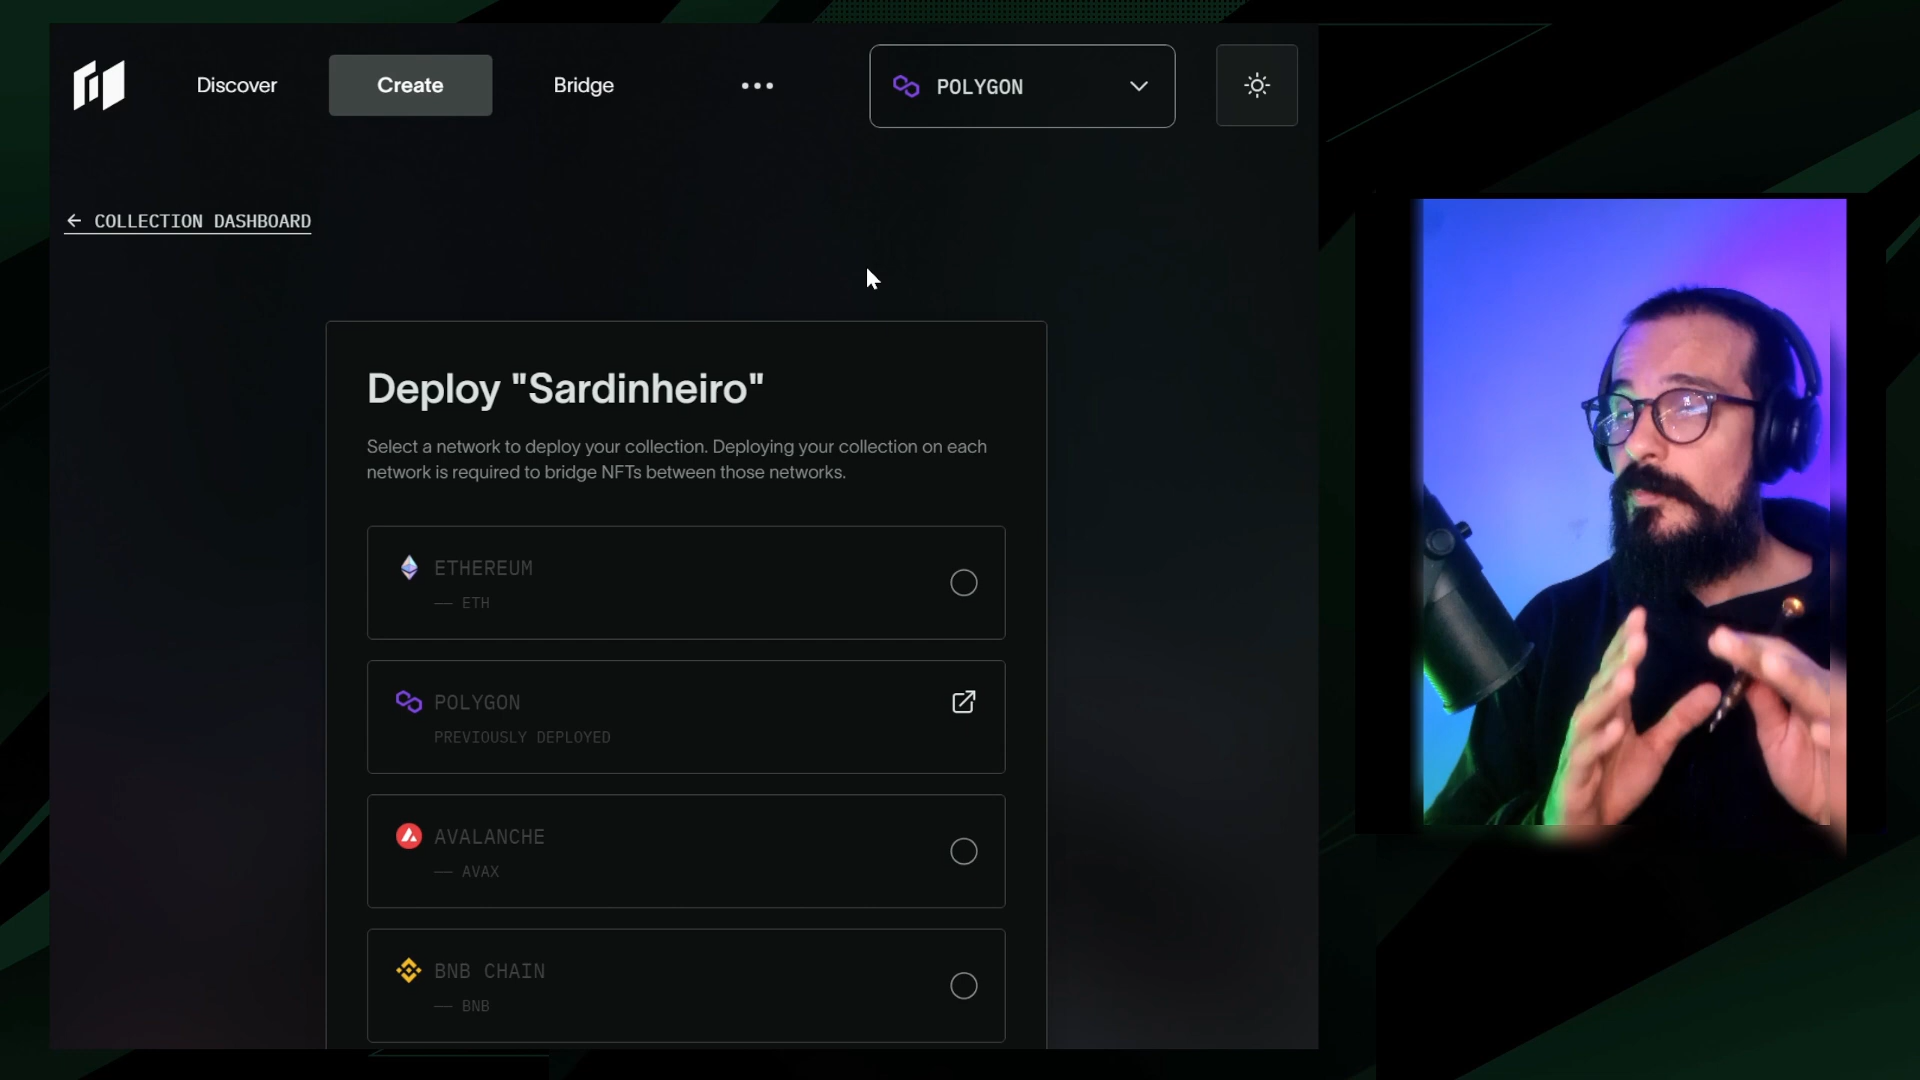 Discover
Create
Bridge
POLYGON
← COLLECTION DASHBOARD
Deploy "Sardinheiro"
Select a network to deploy your collection. Deploying your collection on each
network is required to bridge NFTs between those networks.
ETHEREUM
— ETH
POLYGON
PREVIOUSLY DEPLOYED
AVALANCHE
— AVAX
BNB CHAIN
— BNB